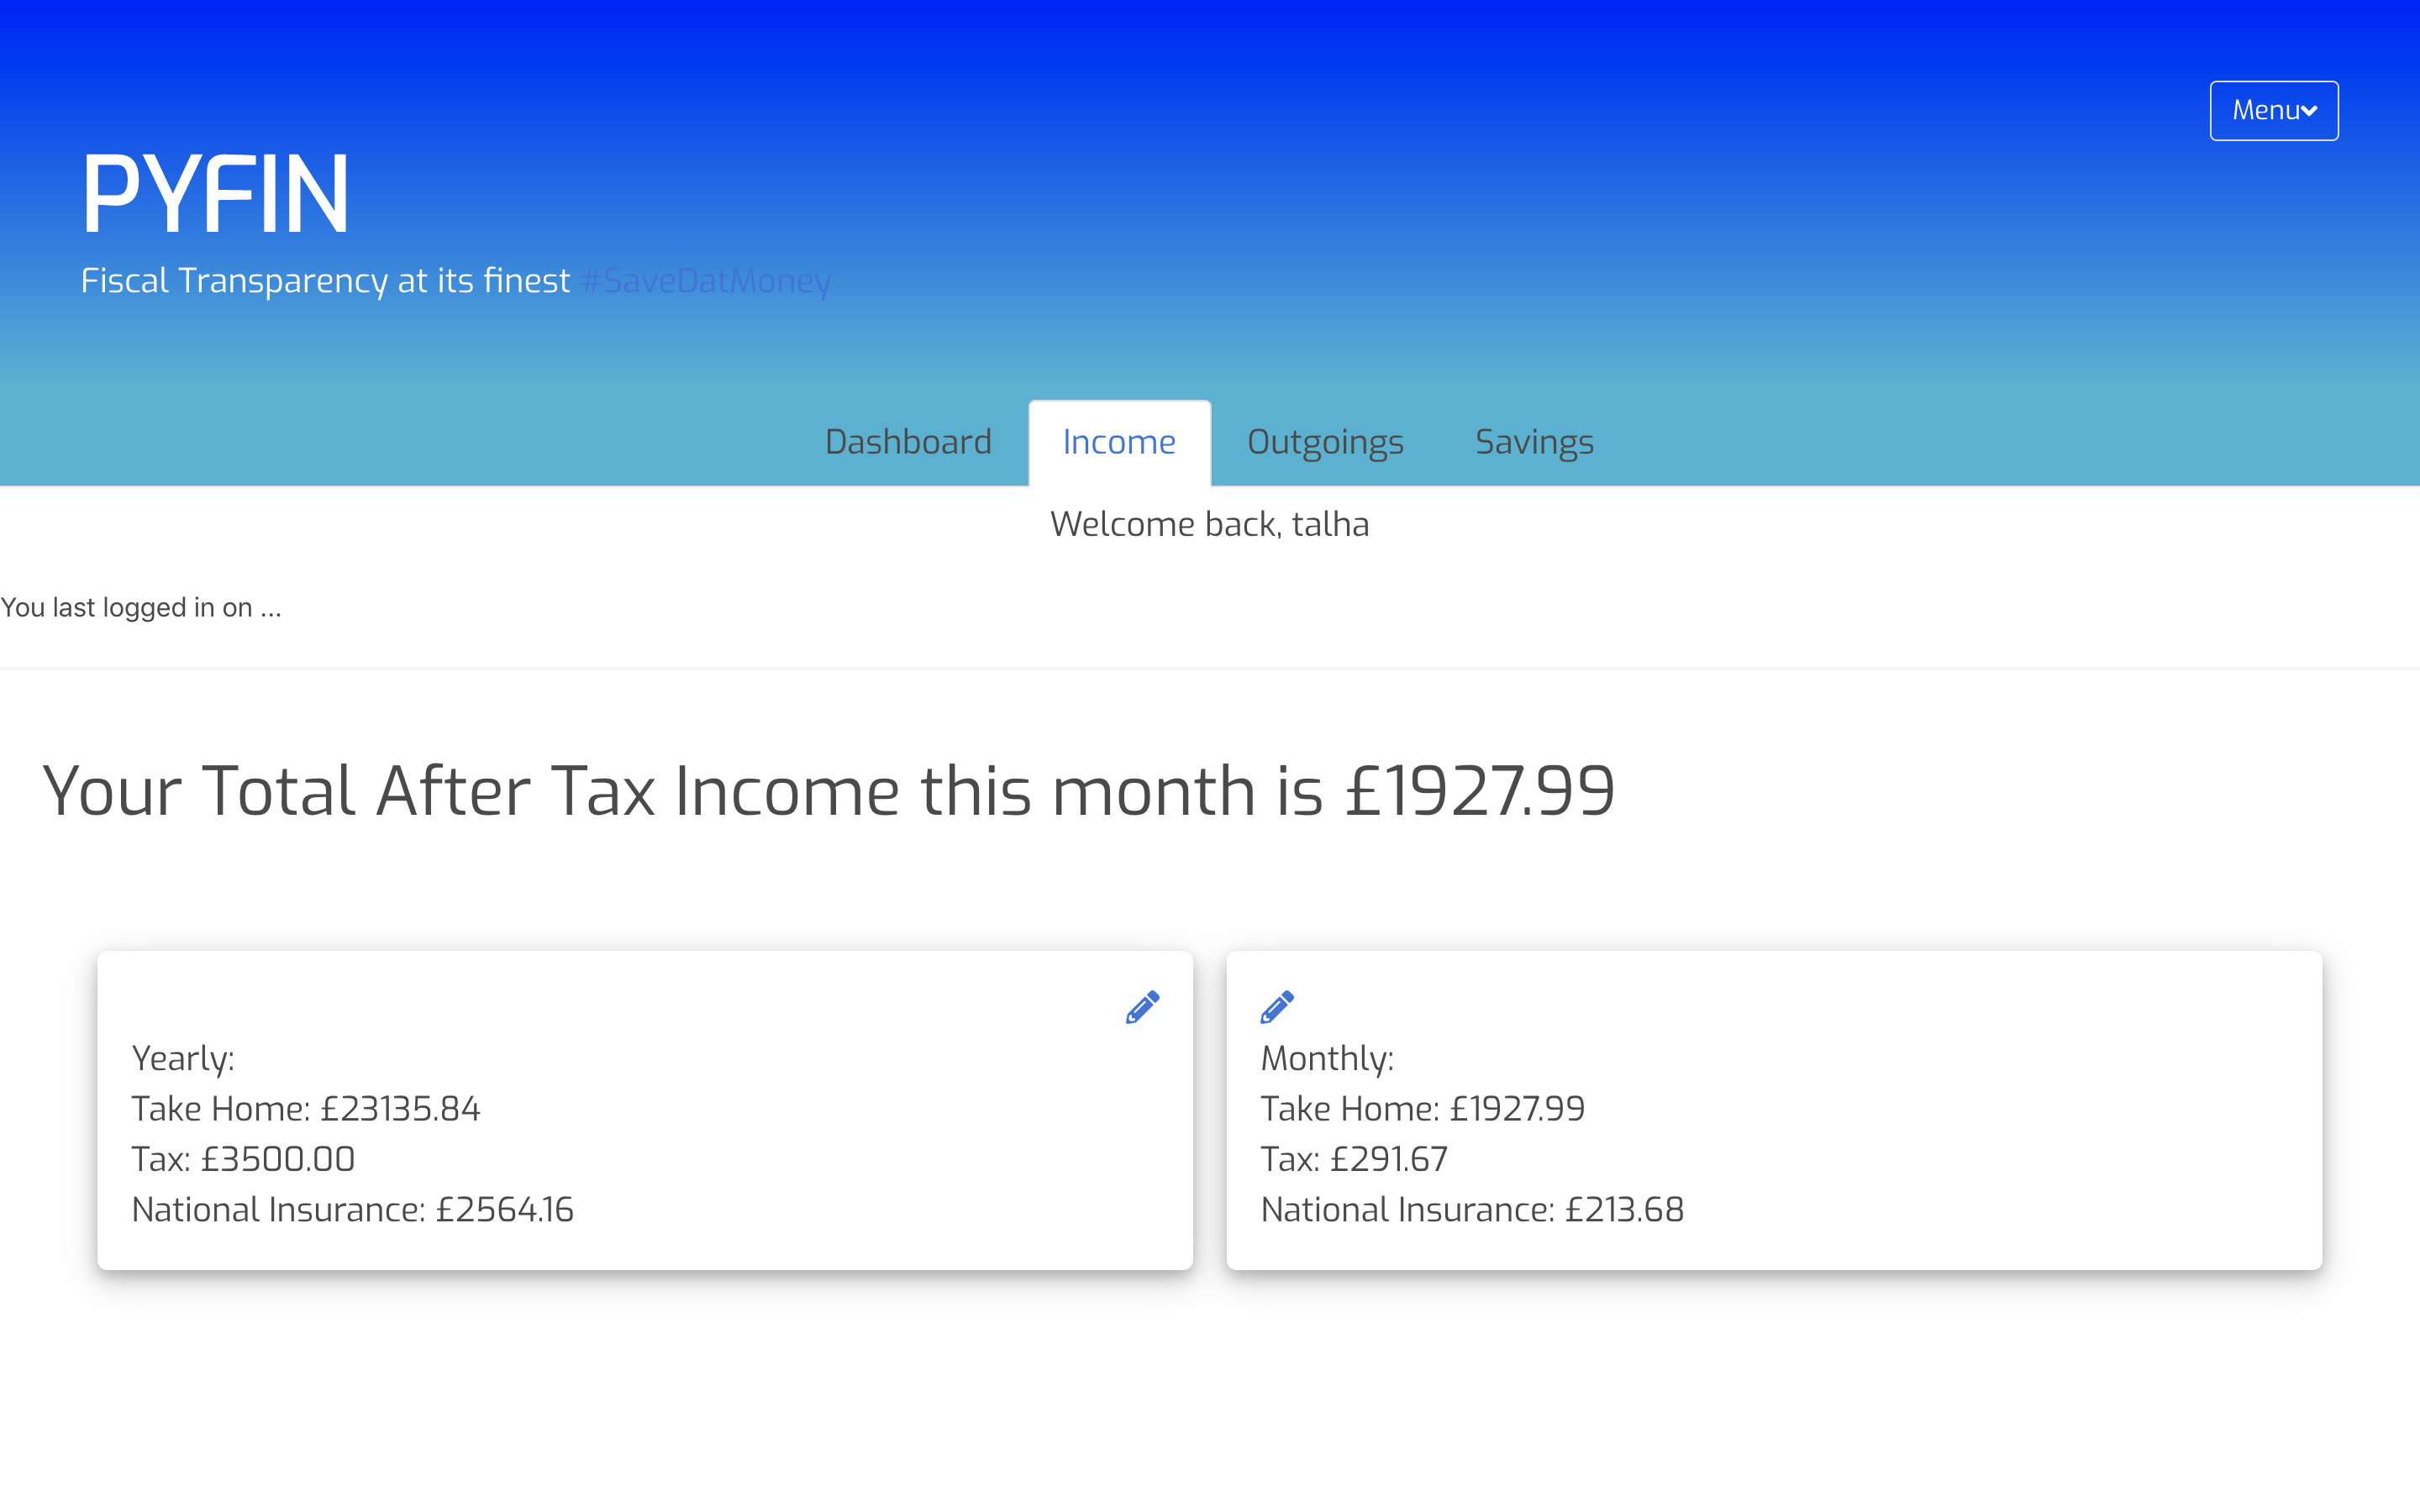 Menu
PYFIN
Fiscal Transparency at its finest #SaveDatMoney
Dashboard Income Outgoings Savings
Welcome back, talha
You last logged in on ...
Your Total After Tax Income this month is £1927.99
Yearly:
Take Home: £23135.84
Tax: £3500.00
National Insurance: £2564.16
Monthly:
Take Home: £1927.99
Tax: £291.67
National Insurance: £213.68